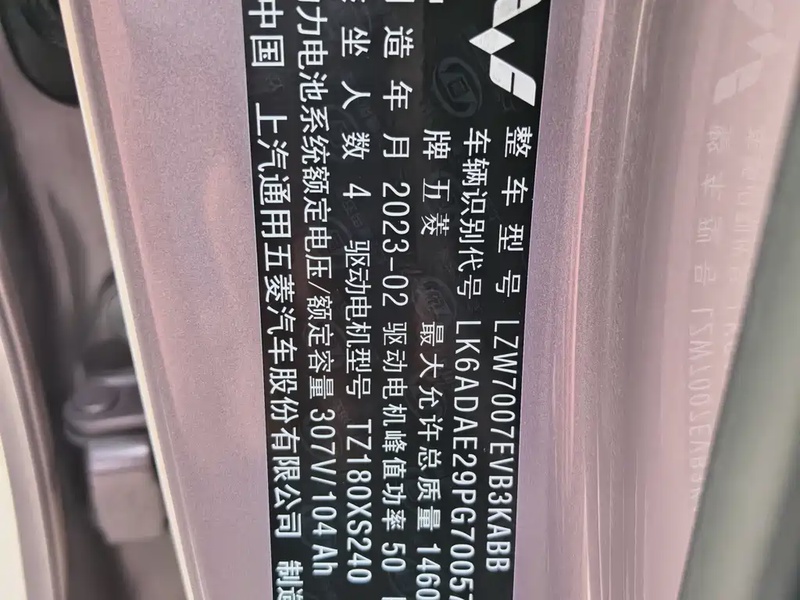 整车型号 LZW7007EVB3KABB
车辆识别代号 LK6ADAE29PG70057
牌 五菱 最大允许总质量 1460
造年月 2023-02 驱动电机峰值功率 50
坐人数 4 驱动电机型号 TZ180XS240
力电池系统额定电压/额定容量 307V/104Ah
中国 上汽通用五菱汽车股份有限公司 制造